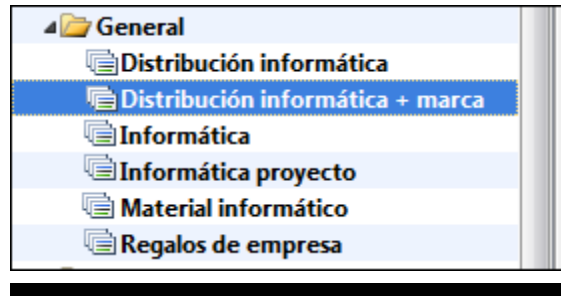 General
Distribución informática
Distribución informática + marca
Informática
Informática proyecto
Material informático
Regalos de empresa